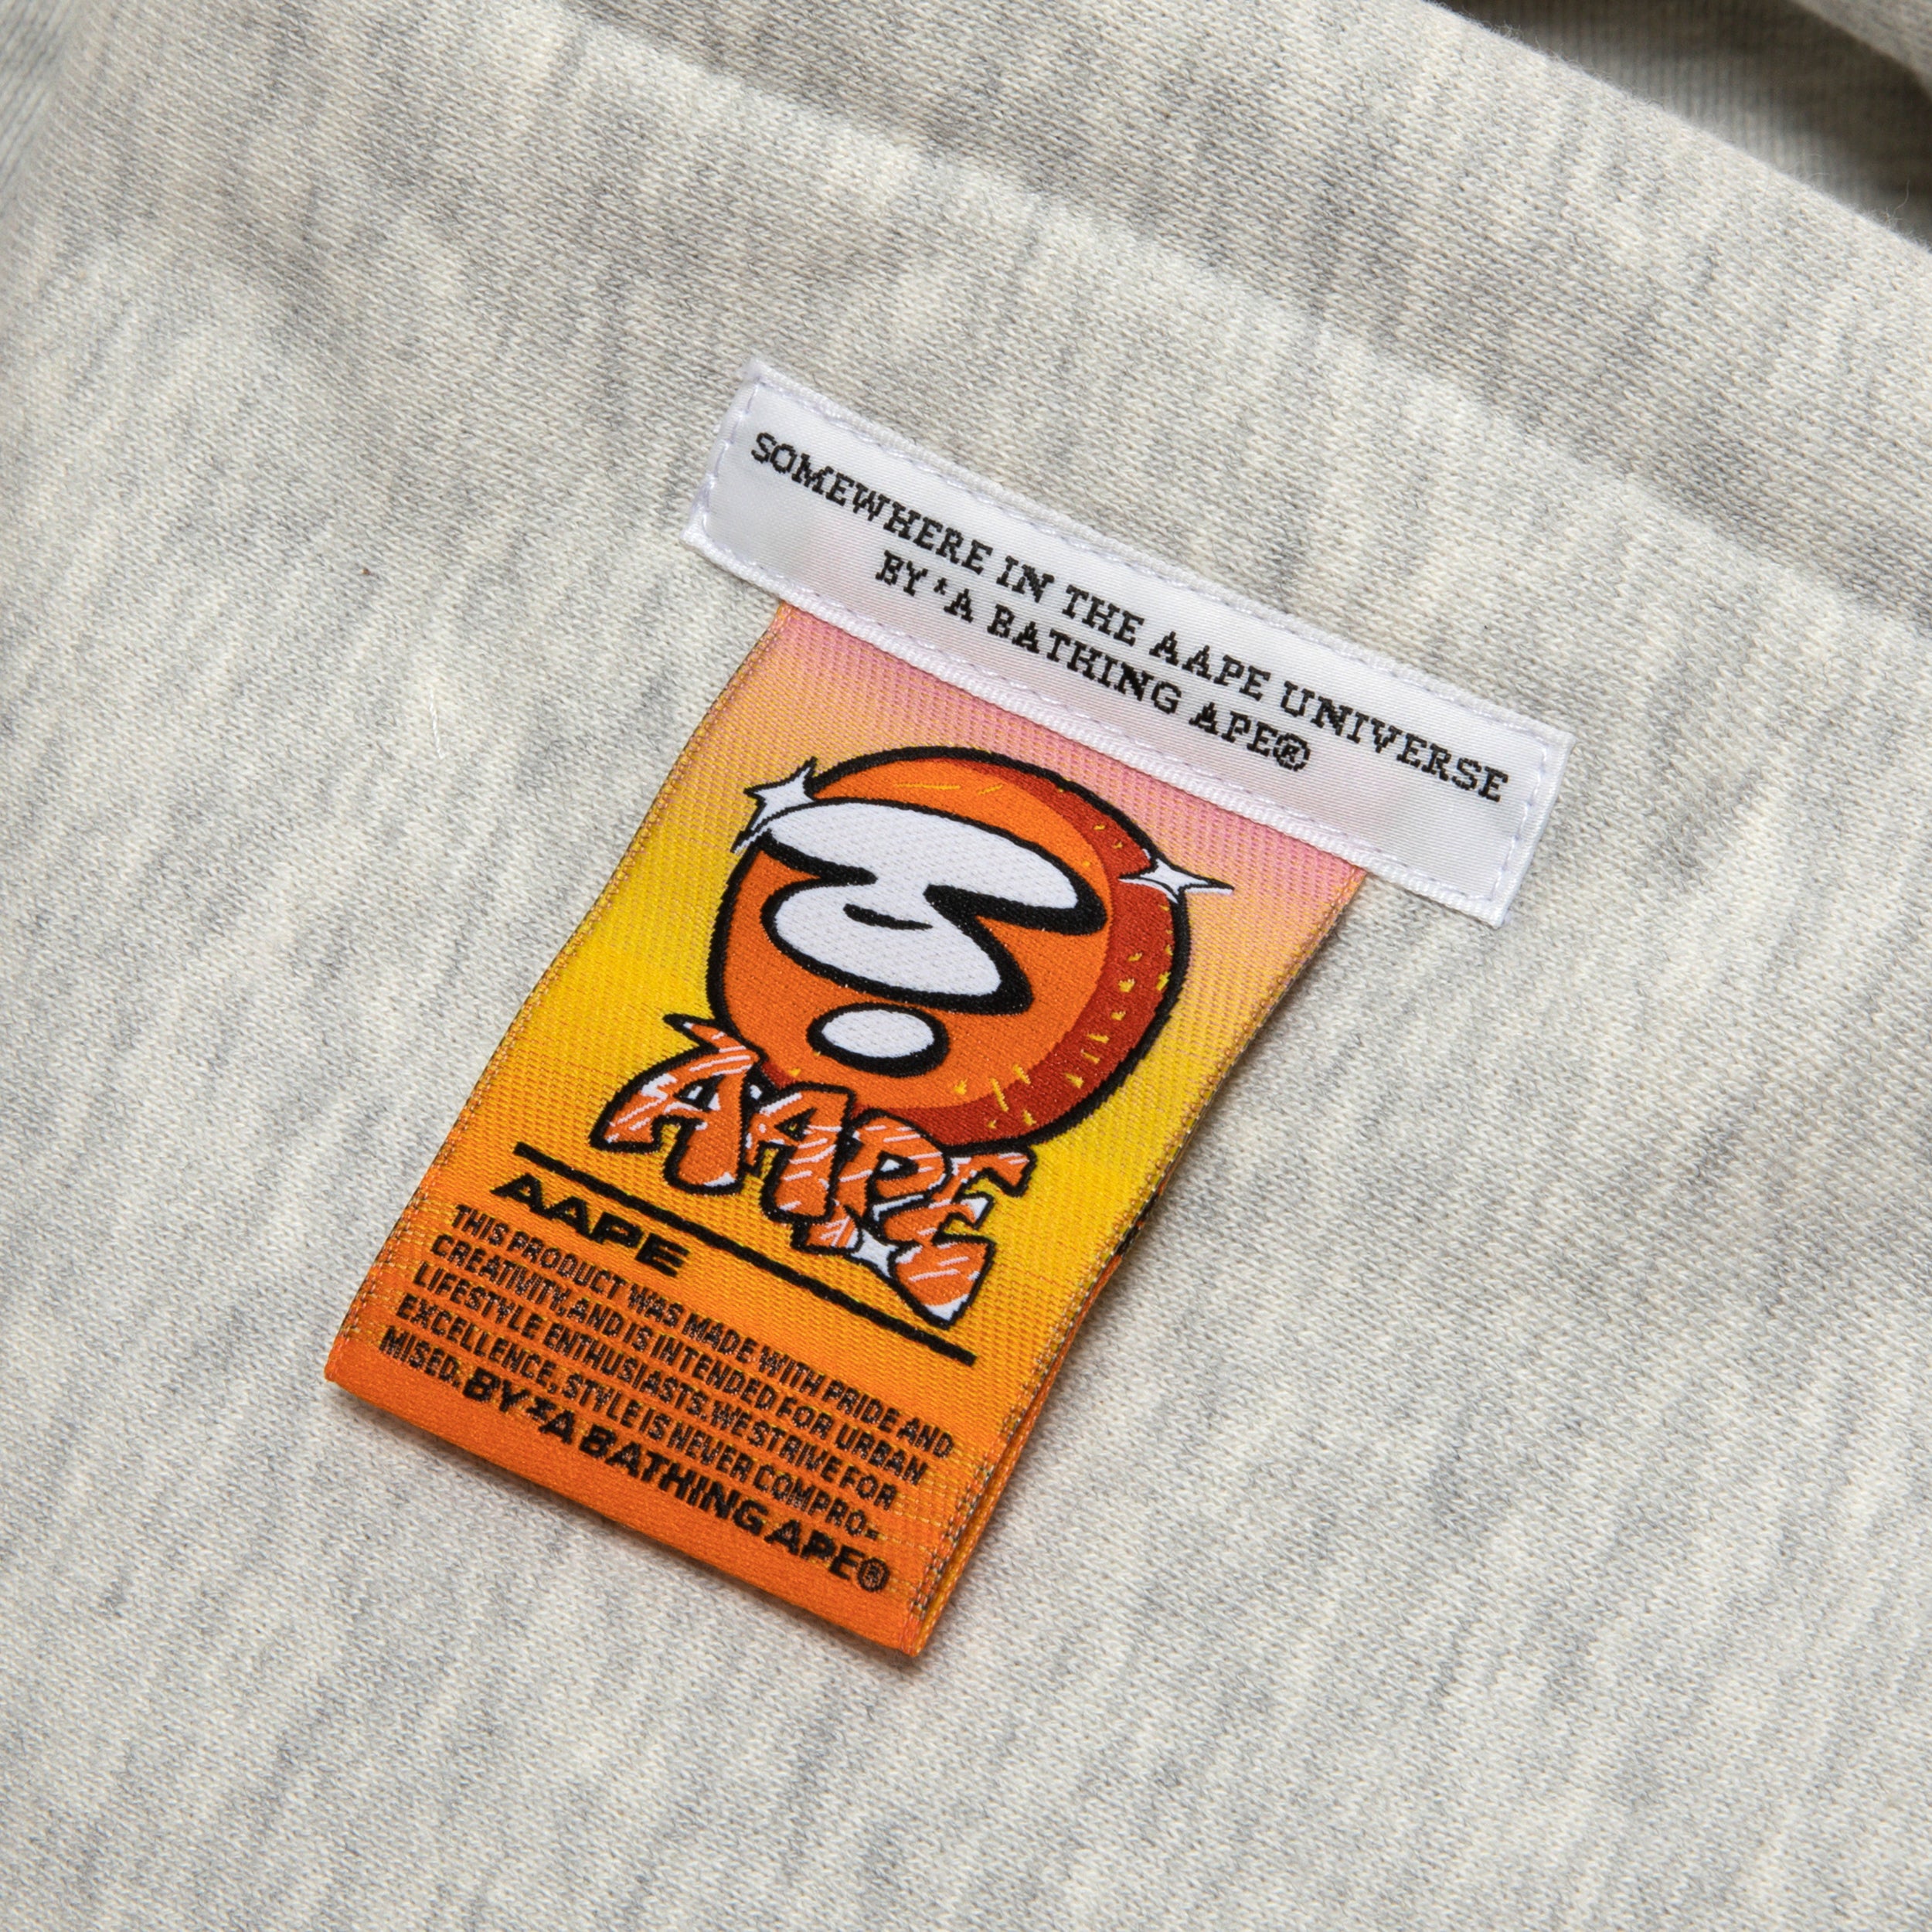 SOMEWHERE IN THE AAPE UNIVERSE
BY *A BATHING APE®
AAPE
AAPE
THIS PRODUCT WAS MADE WITH PRIDE AND
CREATIVITY, AND IS INTENDED FOR URBAN
LIFESTYLE ENTHUSIASTS. WE STRIVE FOR
EXCELLENCE, STYLE IS NEVER COMPRO-
MISED. BY *A BATHING APE®